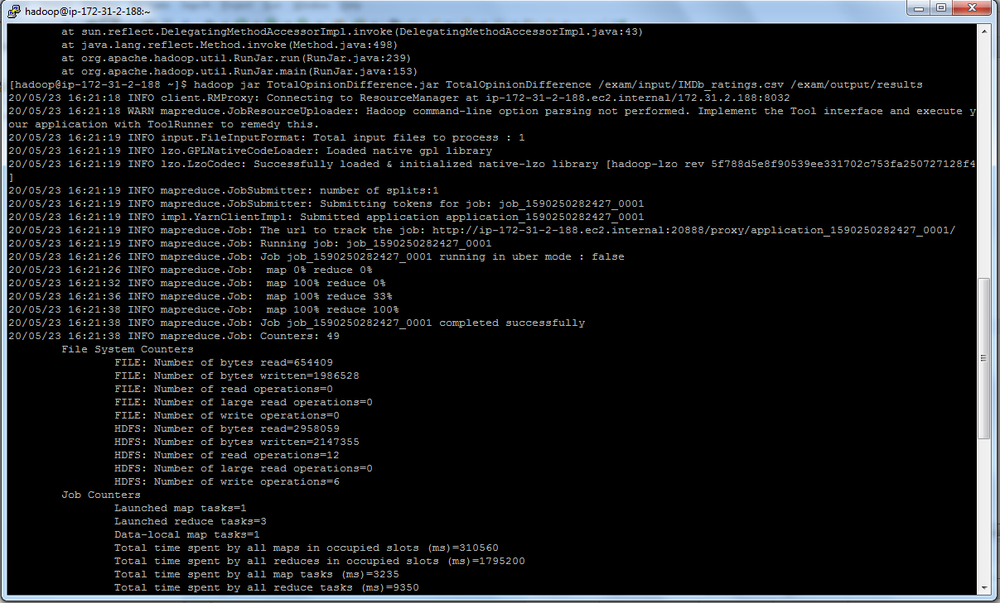 hadoop@ip-172-31-2-188:~
at sun.reflect.DelegatingMethodAccessorImpl.invoke(DelegatingMethodAccessorImpl.java:43)
at java.lang.reflect.Method.invoke(Method.java:498)
at org.apache.hadoop.util.RunJar.run(RunJar.java:239)
at org.apache.hadoop.util.RunJar.main(RunJar.java:153)
[hadoop@ip-172-31-2-188 ~]$ hadoop jar TotalOpinionDifference.jar TotalOpinionDifference /exam/input/IMDb_ratings.csv /exam/output/results
20/05/23 16:21:18 INFO client.RMProxy: Connecting to ResourceManager at ip-172-31-2-188.ec2.internal/172.31.2.188:8032
20/05/23 16:21:18 WARN mapreduce.JobResourceUploader: Hadoop command-line option parsing not performed. Implement the Tool interface and execute y
our application with ToolRunner to remedy this.
20/05/23 16:21:19 INFO input.FileInputFormat: Total input files to process : 1
20/05/23 16:21:19 INFO lzo.GPLNativeCodeLoader: Loaded native gpl library
20/05/23 16:21:19 INFO lzo.LzoCodec: Successfully loaded & initialized native-lzo library [hadoop-lzo rev 5f788d5e8f90539ee331702c753fa250727128f4
]
20/05/23 16:21:19 INFO mapreduce.JobSubmitter: number of splits:1
20/05/23 16:21:19 INFO mapreduce.JobSubmitter: Submitting tokens for job: job_1590250282427_0001
20/05/23 16:21:19 INFO impl.YarnClientImpl: Submitted application application_1590250282427_0001
20/05/23 16:21:19 INFO mapreduce.Job: The url to track the job: http://ip-172-31-2-188.ec2.internal:20888/proxy/application_1590250282427_0001/
20/05/23 16:21:19 INFO mapreduce.Job: Running job: job_1590250282427_0001
20/05/23 16:21:26 INFO mapreduce.Job: Job job_1590250282427_0001 running in uber mode : false
20/05/23 16:21:26 INFO mapreduce.Job:  map 0% reduce 0%
20/05/23 16:21:32 INFO mapreduce.Job:  map 100% reduce 0%
20/05/23 16:21:36 INFO mapreduce.Job:  map 100% reduce 33%
20/05/23 16:21:38 INFO mapreduce.Job:  map 100% reduce 100%
20/05/23 16:21:38 INFO mapreduce.Job: Job job_1590250282427_0001 completed successfully
20/05/23 16:21:38 INFO mapreduce.Job: Counters: 49
File System Counters
FILE: Number of bytes read=654409
FILE: Number of bytes written=1986528
FILE: Number of read operations=0
FILE: Number of large read operations=0
FILE: Number of write operations=0
HDFS: Number of bytes read=2958059
HDFS: Number of bytes written=2147355
HDFS: Number of read operations=12
HDFS: Number of large read operations=0
HDFS: Number of write operations=6
Job Counters
Launched map tasks=1
Launched reduce tasks=3
Data-local map tasks=1
Total time spent by all maps in occupied slots (ms)=310560
Total time spent by all reduces in occupied slots (ms)=1795200
Total time spent by all map tasks (ms)=3235
Total time spent by all reduce tasks (ms)=9350